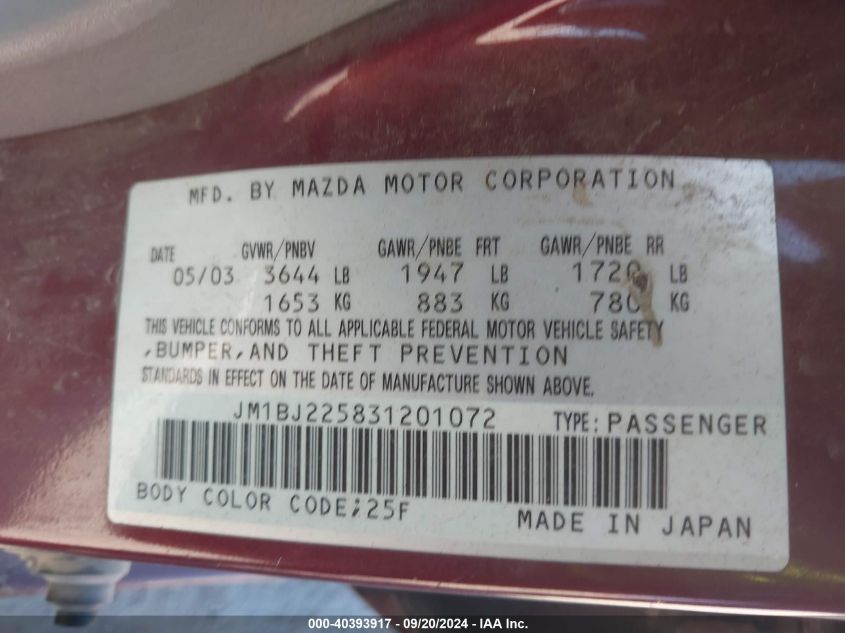 MFD. BY MAZDA MOTOR CORPORATION
DATE GVWR/PNBV GAWR/PNBE FRT GAWR/PNBE RR
05/03 3644 LB 1947 LB 1720 LB
1653 KG 883 KG 780 KG
THIS VEHICLE CONFORMS TO ALL APPLICABLE FEDERAL MOTOR VEHICLE SAFETY
,BUMPER,AND THEFT PREVENTION
STANDARDS IN EFFECT ON THE DATE OF MANUFACTURE SHOWN ABOVE.
JM1BJ225831201072 TYPE:PASSENGER
BODY COLOR CODE;25F
MADE IN JAPAN
000-40393917 - 09/20/2024 - IAA Inc.